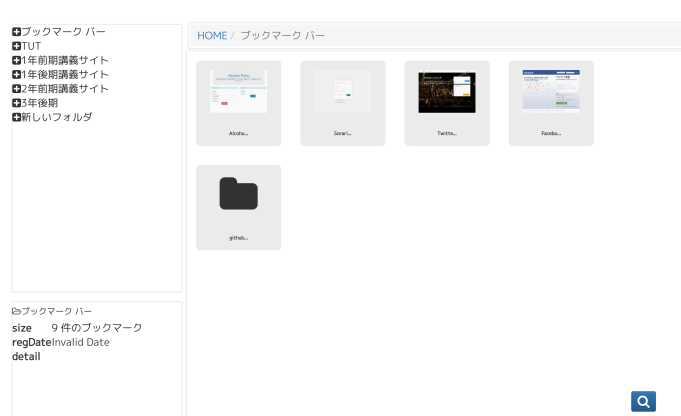 ブックマーク バー
TUT
1年前期講義サイト
1年後期講義サイト
2年前期講義サイト
3年後期
新しいフォルダ
HOME / ブックマーク バー
Alcoho...
Sorari...
Twitte...
Facebo...
github...
ブックマーク バー
size 9 件のブックマーク
regDateInvalid Date
detail